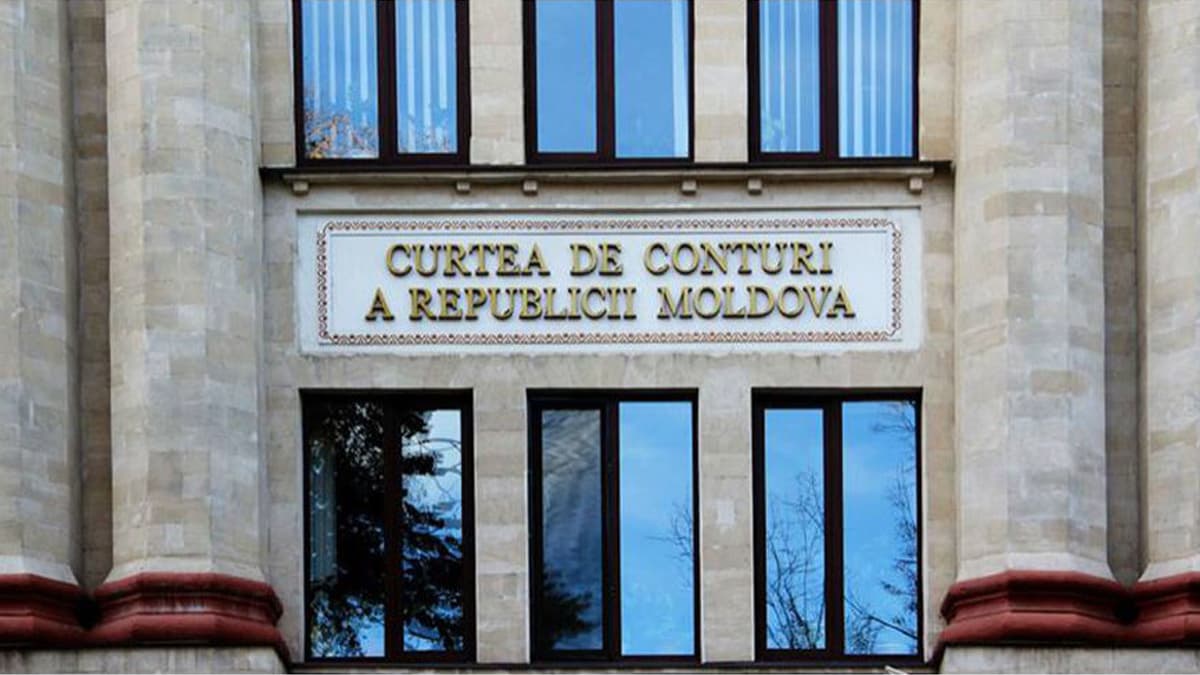 CURTEA DE CONTURI
A REPUBLICII MOLDOVA